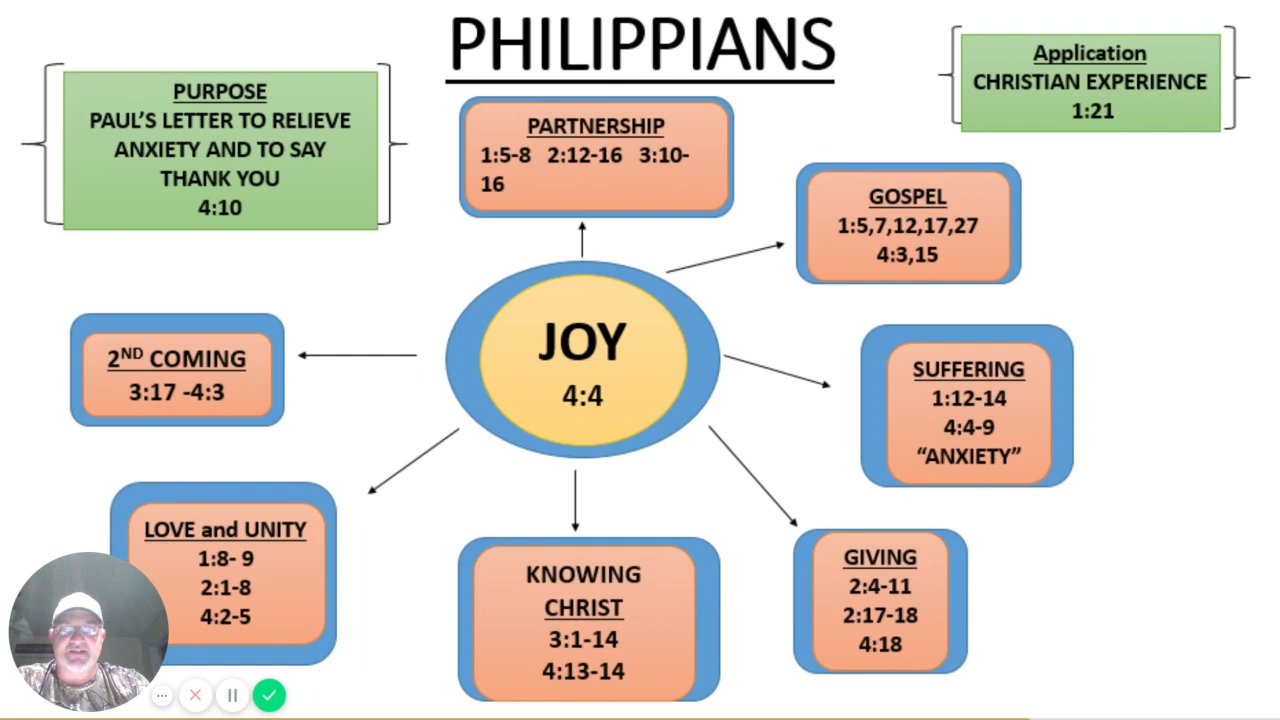 PHILIPPIANS
PURPOSE
PAUL'S LETTER TO RELIEVE
ANXIETY AND TO SAY
THANK YOU
4:10
Application
CHRISTIAN EXPERIENCE
1:21
PARTNERSHIP
1:5-8 2:12-16 3:10-
16
GOSPEL
1:5,7,12,17,27
4:3,15
JOY
4:4
2ND COMING
3:17 -4:3
SUFFERING
1:12-14
4:4-9
“ANXIETY”
LOVE and UNITY
1:8- 9
2:1-8
4:2-5
KNOWING
CHRIST
3:1-14
4:13-14
GIVING
2:4-11
2:17-18
4:18